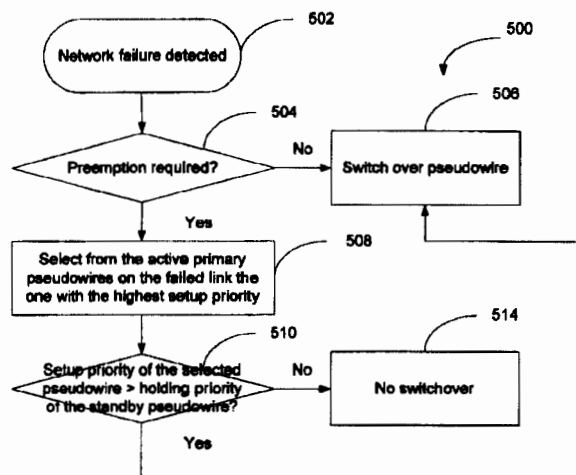 502
Network failure detected
500
504
506
Preemption required?
No
Switch over pseudowire
Yes
508
Select from the active primary
pseudowires on the failed link the
one with the highest setup priority
510
514
Setup priority of the selected
pseudowire > holding priority
of the standby pseudowire?
No
No switchover
Yes